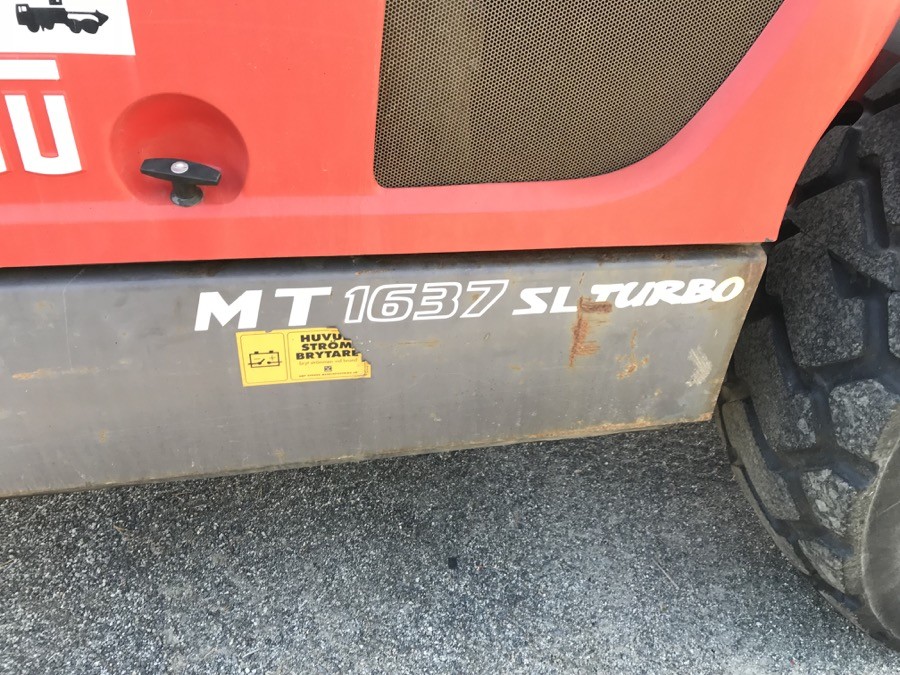 MT 1637 SL TURBO
HUVUD
STRÖM
BRYTARE